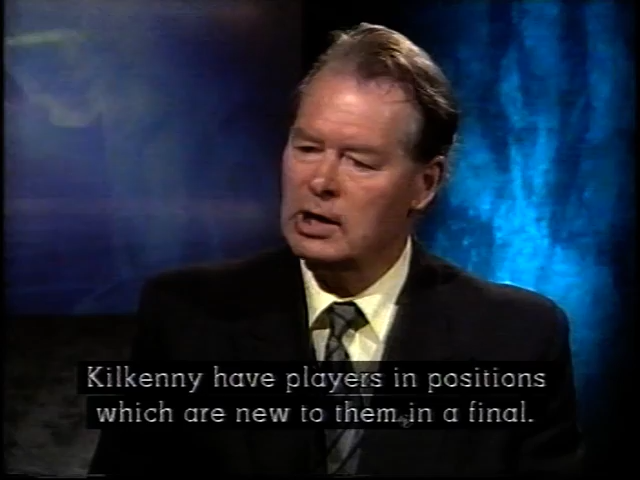 Kilkenny have players in positions
which are new to them in a final.